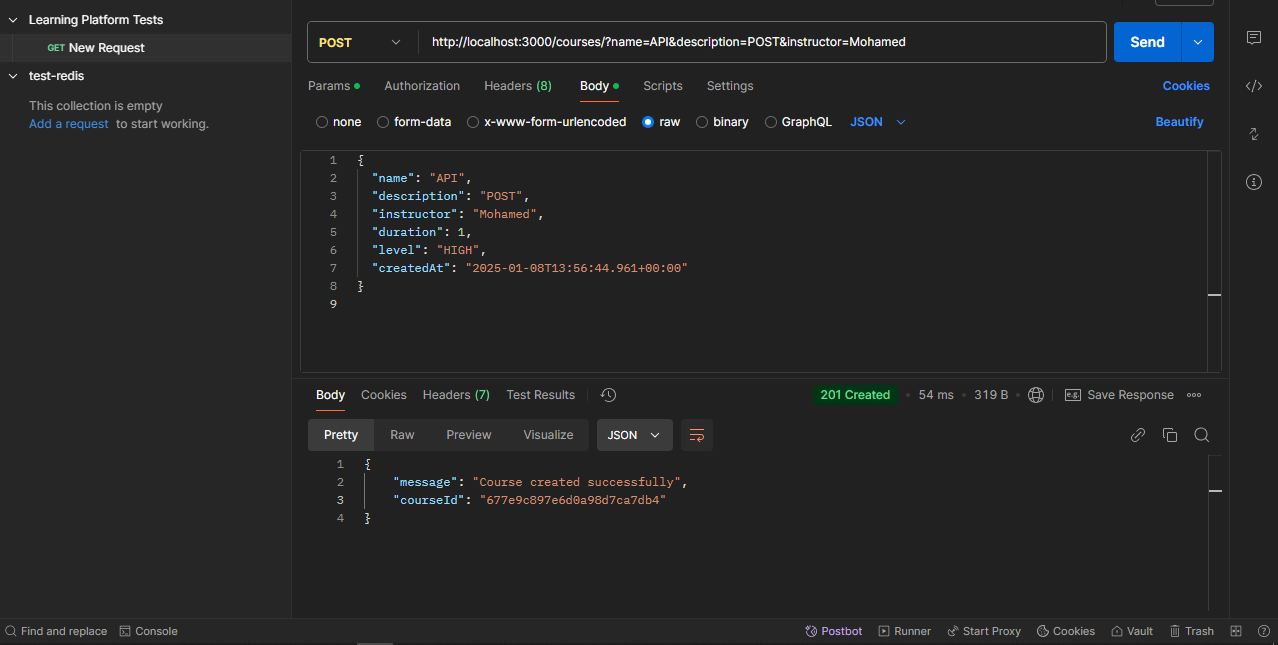 Learning Platform Tests
GET New Request
test-redis
This collection is empty
Add a request to start working.
POST http://localhost:3000/courses/?name=API&description=POST&instructor=Mohamed Send
Params Authorization Headers (8) Body Scripts Settings Cookies
none form-data x-www-form-urlencoded raw binary GraphQL JSON Beautify
1 {
2 "name": "API",
3 "description": "POST",
4 "instructor": "Mohamed",
5 "duration": 1,
6 "level": "HIGH",
7 "createdAt": "2025-01-08T13:56:44.961+00:00"
8 }
9
Body Cookies Headers (7) Test Results 201 Created 54 ms 319 B e.g. Save Response
Pretty Raw Preview Visualize JSON
1 {
2 "message": "Course created successfully",
3 "courseId": "677e9c897e6d0a98d7ca7db4"
4 }
Find and replace Console Postbot Runner Start Proxy Cookies Vault Trash